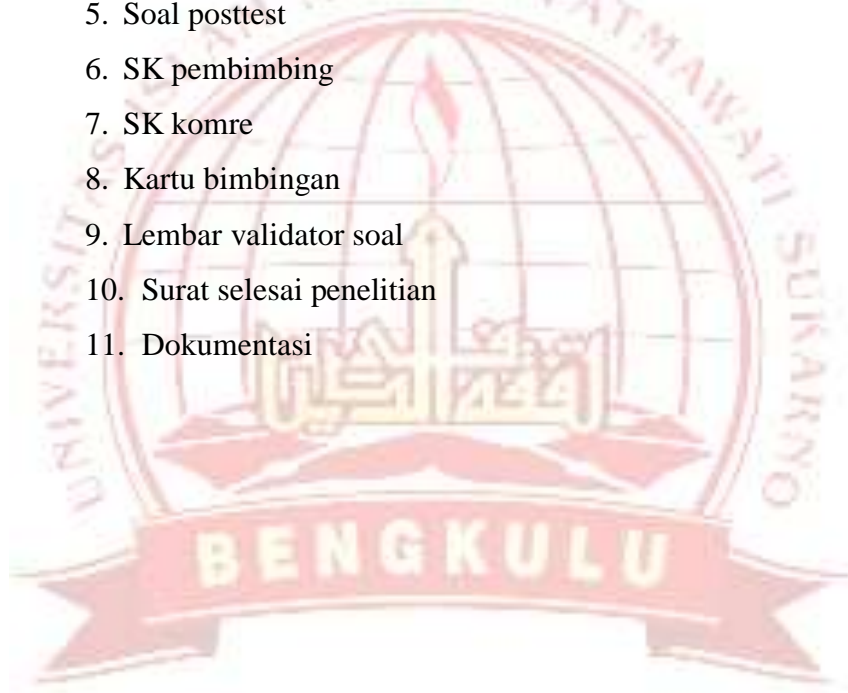 5. Soal posttest
6. SK pembimbing
7. SK komre
8. Kartu bimbingan
9. Lembar validator soal
10. Surat selesai penelitian
11. Dokumentasi
SUKARNO
BENGKULU